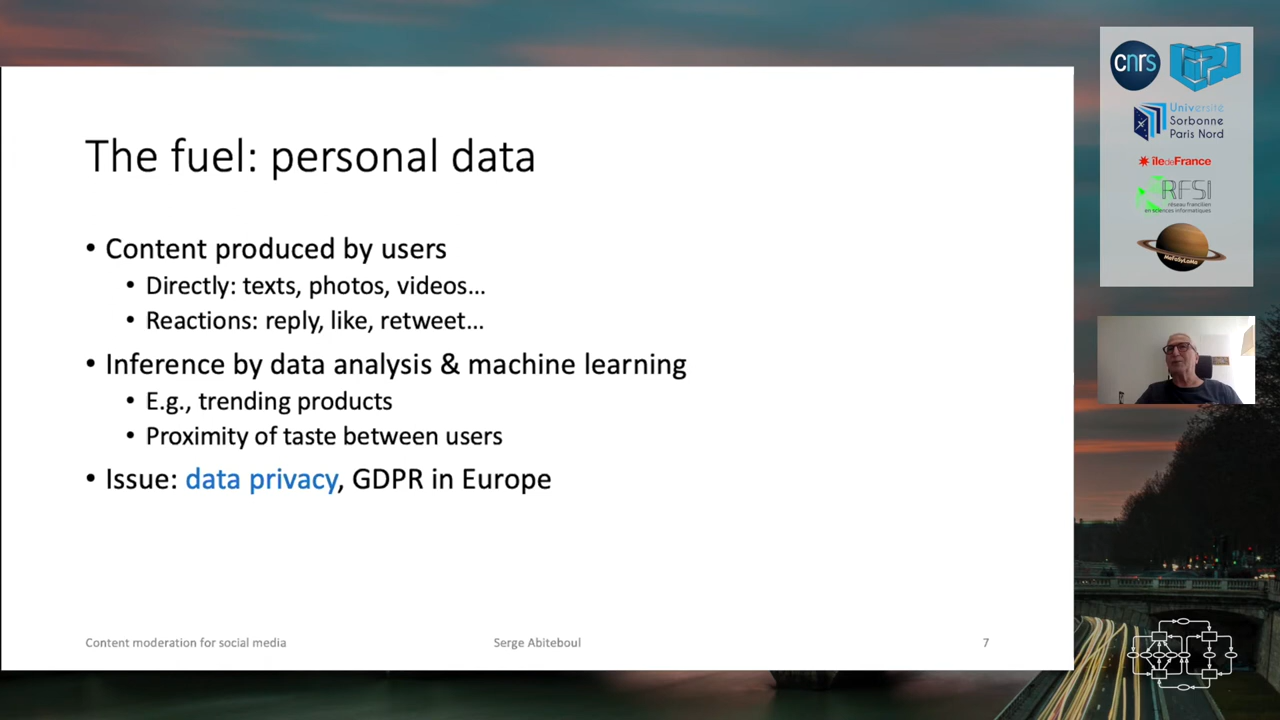 The fuel: personal data
• Content produced by users
• Directly: texts, photos, videos...
• Reactions: reply, like, retweet...
• Inference by data analysis & machine learning
• E.g., trending products
• Proximity of taste between users
• Issue: data privacy, GDPR in Europe
Content moderation for social media
Serge Abiteboul
7
cnrs
Université
Sorbonne
Paris Nord
île de France
RFSI
réseau francilien
en sciences informatiques
MeFoSyLoMa